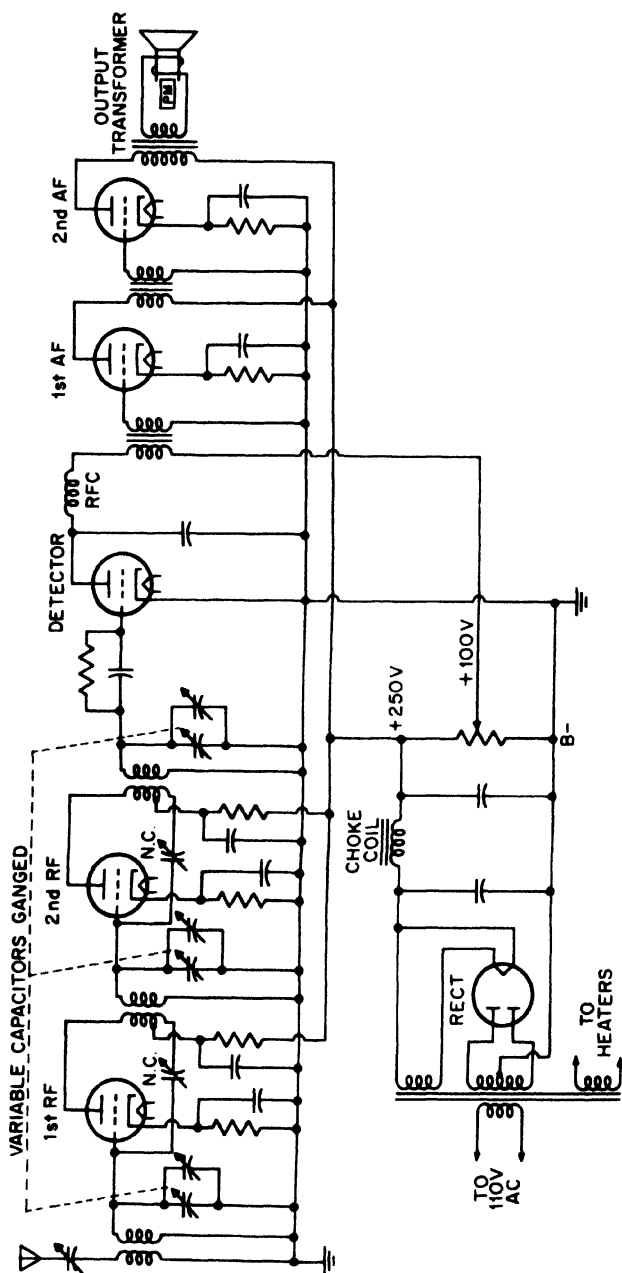 VARIABLE CAPACITORS GANGED
1st RF
N.C.
2nd RF
N.C.
DETECTOR
RFC
1st AF
2nd AF
OUTPUT
TRANSFORMER
PM
TO
110V
AC
RECT
TO
HEATERS
CHOKE
COIL
+250V
+100V
B-